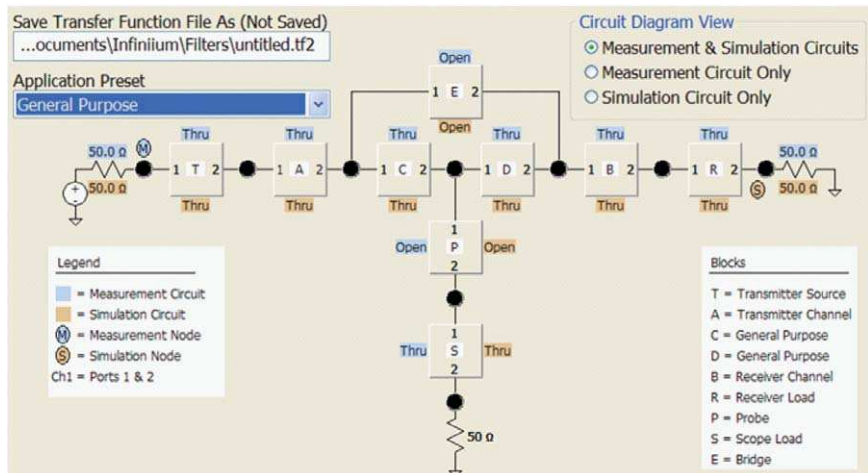 Save Transfer Function File As (Not Saved)
...ocuments\Infiniium\Filters\untitled.tf2
Application Preset
General Purpose
Circuit Diagram View
Measurement & Simulation Circuits
Measurement Circuit Only
Simulation Circuit Only
Open
1 E 2
Open
50.0 Ω
M
Thru
Thru
Thru
Thru
Thru
Thru
50.0 Ω
1 T 2
1 A 2
1 C 2
1 D 2
1 B 2
1 R 2
50.0 Ω
Thru
Thru
Thru
Thru
Thru
Thru
S
50.0 Ω
Open
1
P
2
Open
Thru
1
S
2
Thru
50 Ω
Legend
= Measurement Circuit
= Simulation Circuit
M = Measurement Node
S = Simulation Node
Ch1 = Ports 1 & 2
Blocks
T = Transmitter Source
A = Transmitter Channel
C = General Purpose
D = General Purpose
B = Receiver Channel
R = Receiver Load
P = Probe
S = Scope Load
E = Bridge